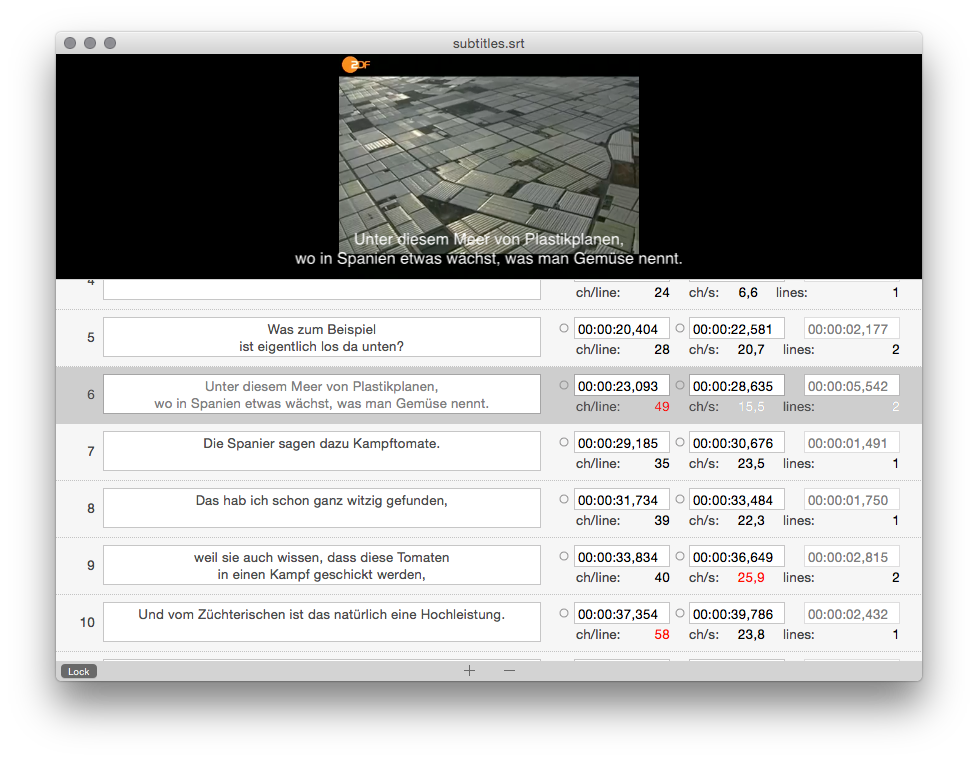 subtitles.srt
ZDF
Unter diesem Meer von Plastikplanen,
wo in Spanien etwas wächst, was man Gemüse nennt.
4
ch/line: 24 ch/s: 6,6 lines: 1
5
Was zum Beispiel
ist eigentlich los da unten?
00:00:20,404 00:00:22,581 00:00:02,177
ch/line: 28 ch/s: 20,7 lines: 2
6
Unter diesem Meer von Plastikplanen,
wo in Spanien etwas wächst, was man Gemüse nennt.
00:00:23,093 00:00:28,635 00:00:05,542
ch/line: 49 ch/s: 15,5 lines: 2
7
Die Spanier sagen dazu Kampftomate.
00:00:29,185 00:00:30,676 00:00:01,491
ch/line: 35 ch/s: 23,5 lines: 1
8
Das hab ich schon ganz witzig gefunden,
00:00:31,734 00:00:33,484 00:00:01,750
ch/line: 39 ch/s: 22,3 lines: 1
9
weil sie auch wissen, dass diese Tomaten
in einen Kampf geschickt werden,
00:00:33,834 00:00:36,649 00:00:02,815
ch/line: 40 ch/s: 25,9 lines: 2
10
Und vom Züchterischen ist das natürlich eine Hochleistung.
00:00:37,354 00:00:39,786 00:00:02,432
ch/line: 58 ch/s: 23,8 lines: 1
Lock + −